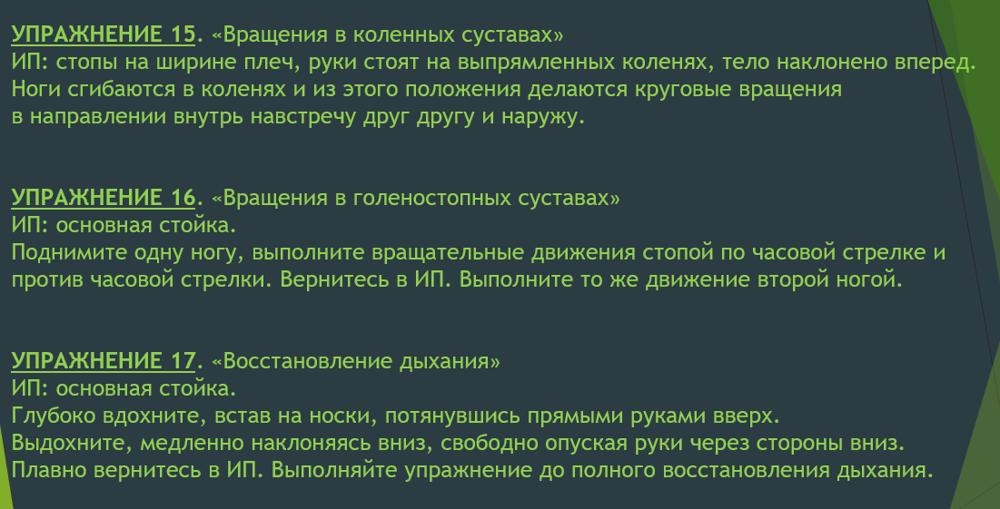 УПРАЖНЕНИЕ 15. «Вращения в коленных суставах»
ИП: стопы на ширине плеч, руки стоят на выпрямленных коленях, тело наклонено вперед.
Ноги сгибаются в коленях и из этого положения делаются круговые вращения
в направлении внутрь навстречу друг другу и наружу.
УПРАЖНЕНИЕ 16. «Вращения в голеностопных суставах»
ИП: основная стойка.
Поднимите одну ногу, выполните вращательные движения стопой по часовой стрелке и
против часовой стрелки. Вернитесь в ИП. Выполните то же движение второй ногой.
УПРАЖНЕНИЕ 17. «Восстановление дыхания»
ИП: основная стойка.
Глубоко вдохните, встав на носки, потянувшись прямыми руками вверх.
Выдохните, медленно наклоняясь вниз, свободно опуская руки через стороны вниз.
Плавно вернитесь в ИП. Выполняйте упражнение до полного восстановления дыхания.